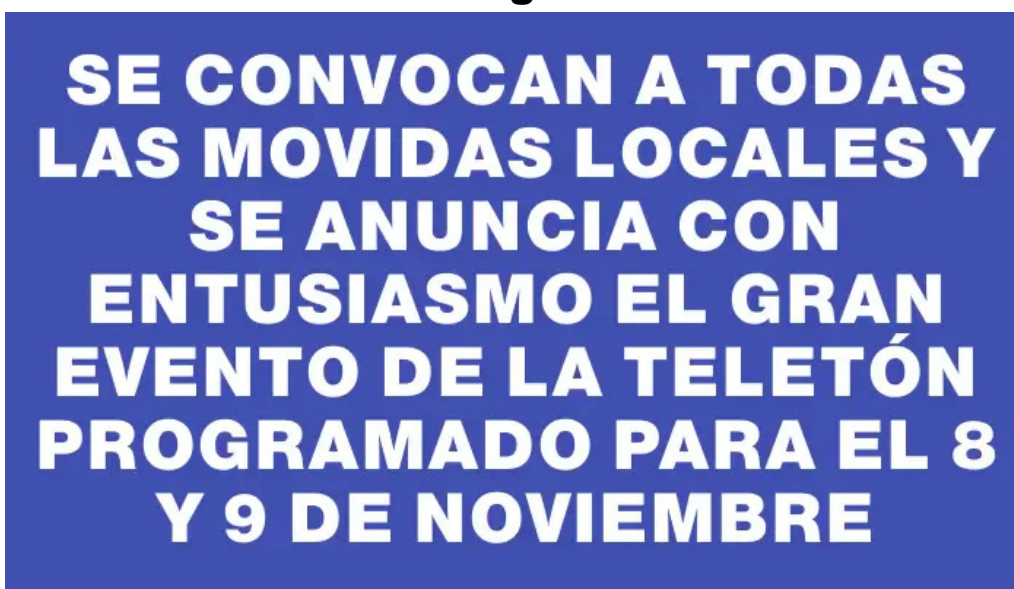 SE CONVOCAN A TODAS
LAS MOVIDAS LOCALES Y
SE ANUNCIA CON
ENTUSIASMO EL GRAN
EVENTO DE LA TELETÓN
PROGRAMADO PARA EL 8
Y 9 DE NOVIEMBRE